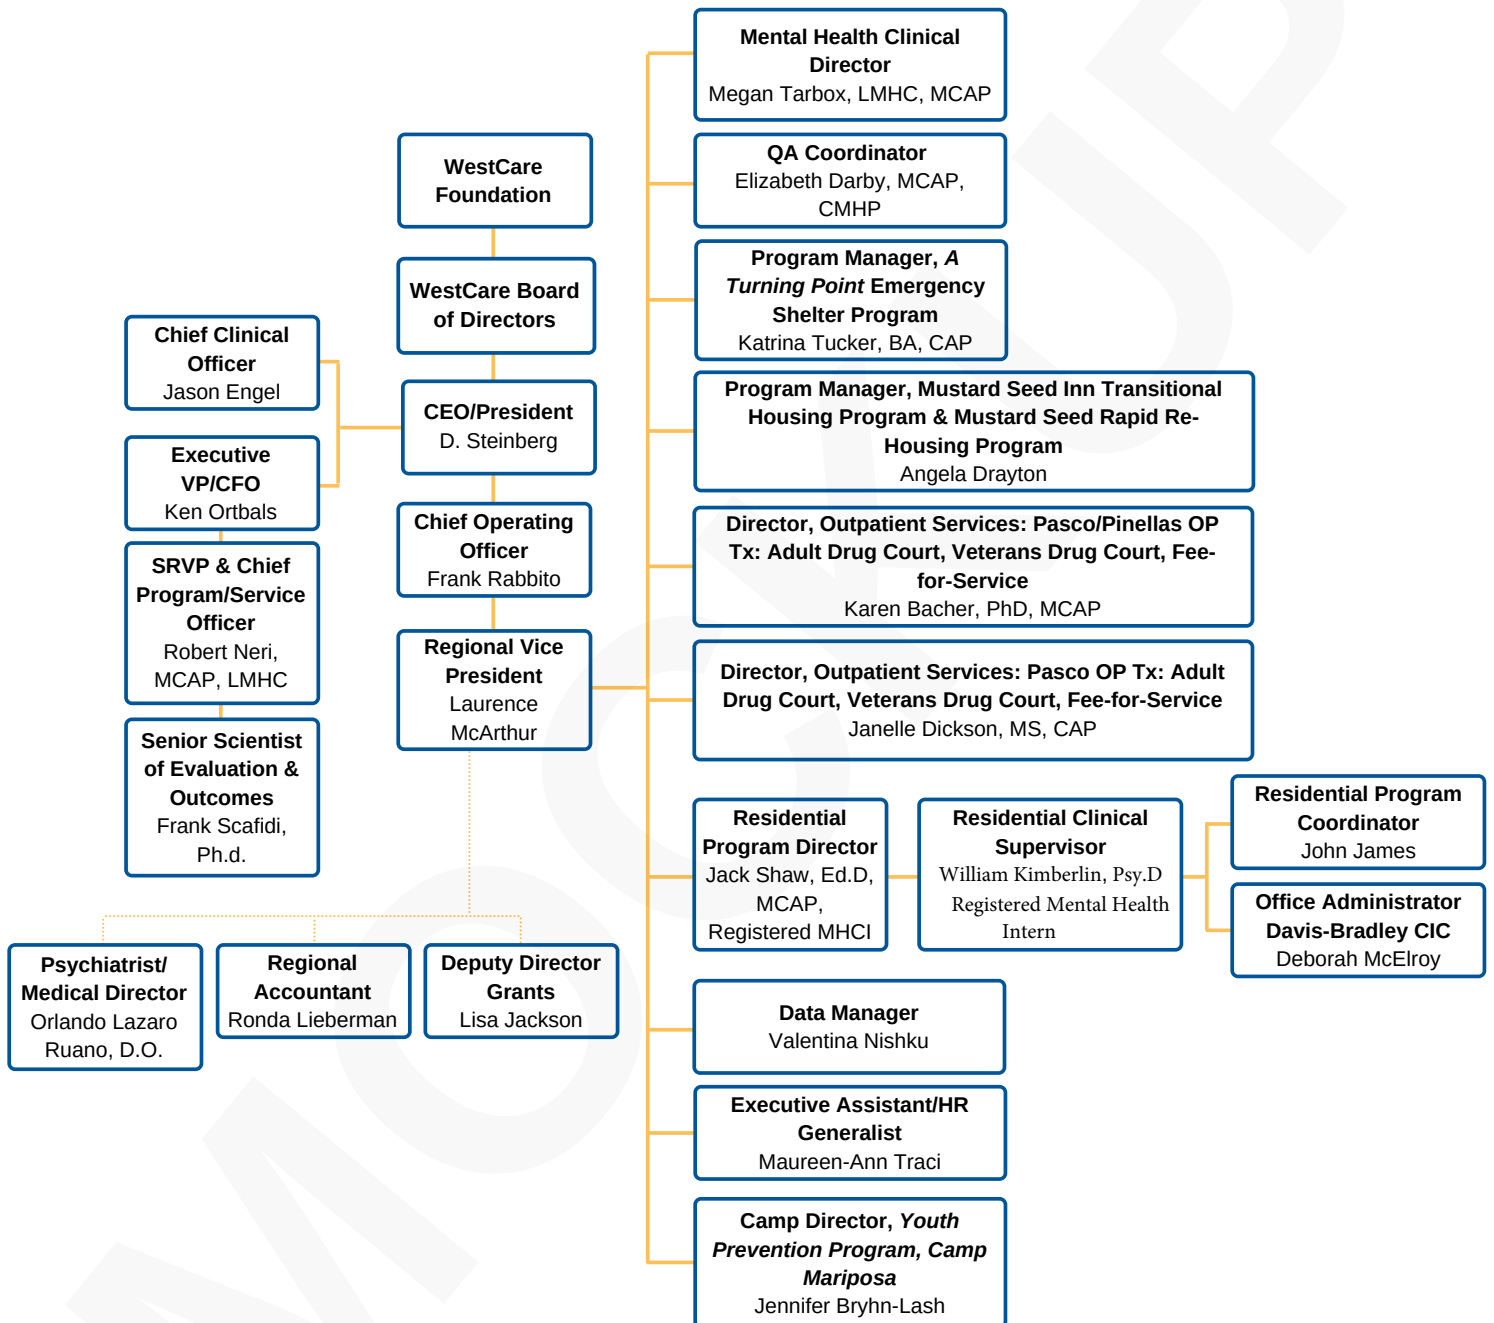 WestCare
Foundation
WestCare Board
of Directors
CEO/President
D. Steinberg
Chief Clinical
Officer
Jason Engel
Executive
VP/CFO
Ken Ortbals
SRVP & Chief
Program/Service
Officer
Robert Neri,
MCAP, LMHC
Senior Scientist
of Evaluation &
Outcomes
Frank Scafidi,
Ph.d.
Chief Operating
Officer
Frank Rabbito
Regional Vice
President
Laurence
McArthur
Psychiatrist/
Medical Director
Orlando Lazaro
Ruano, D.O.
Regional
Accountant
Ronda Lieberman
Deputy Director
Grants
Lisa Jackson
Mental Health Clinical
Director
Megan Tarbox, LMHC, MCAP
QA Coordinator
Elizabeth Darby, MCAP,
CMHP
Program Manager, A
Turning Point Emergency
Shelter Program
Katrina Tucker, BA, CAP
Program Manager, Mustard Seed Inn Transitional
Housing Program & Mustard Seed Rapid Re-
Housing Program
Angela Drayton
Director, Outpatient Services: Pasco/Pinellas OP
Tx: Adult Drug Court, Veterans Drug Court, Fee-
for-Service
Karen Bacher, PhD, MCAP
Director, Outpatient Services: Pasco OP Tx: Adult
Drug Court, Veterans Drug Court, Fee-for-Service
Janelle Dickson, MS, CAP
Residential
Program Director
Jack Shaw, Ed.D,
MCAP,
Registered MHCI
Residential Clinical
Supervisor
William Kimberlin, Psy.D
Registered Mental Health
Intern
Residential Program
Coordinator
John James
Office Administrator
Davis-Bradley CIC
Deborah McElroy
Data Manager
Valentina Nishku
Executive Assistant/HR
Generalist
Maureen-Ann Traci
Camp Director, Youth
Prevention Program, Camp
Mariposa
Jennifer Bryhn-Lash
MOCKUP